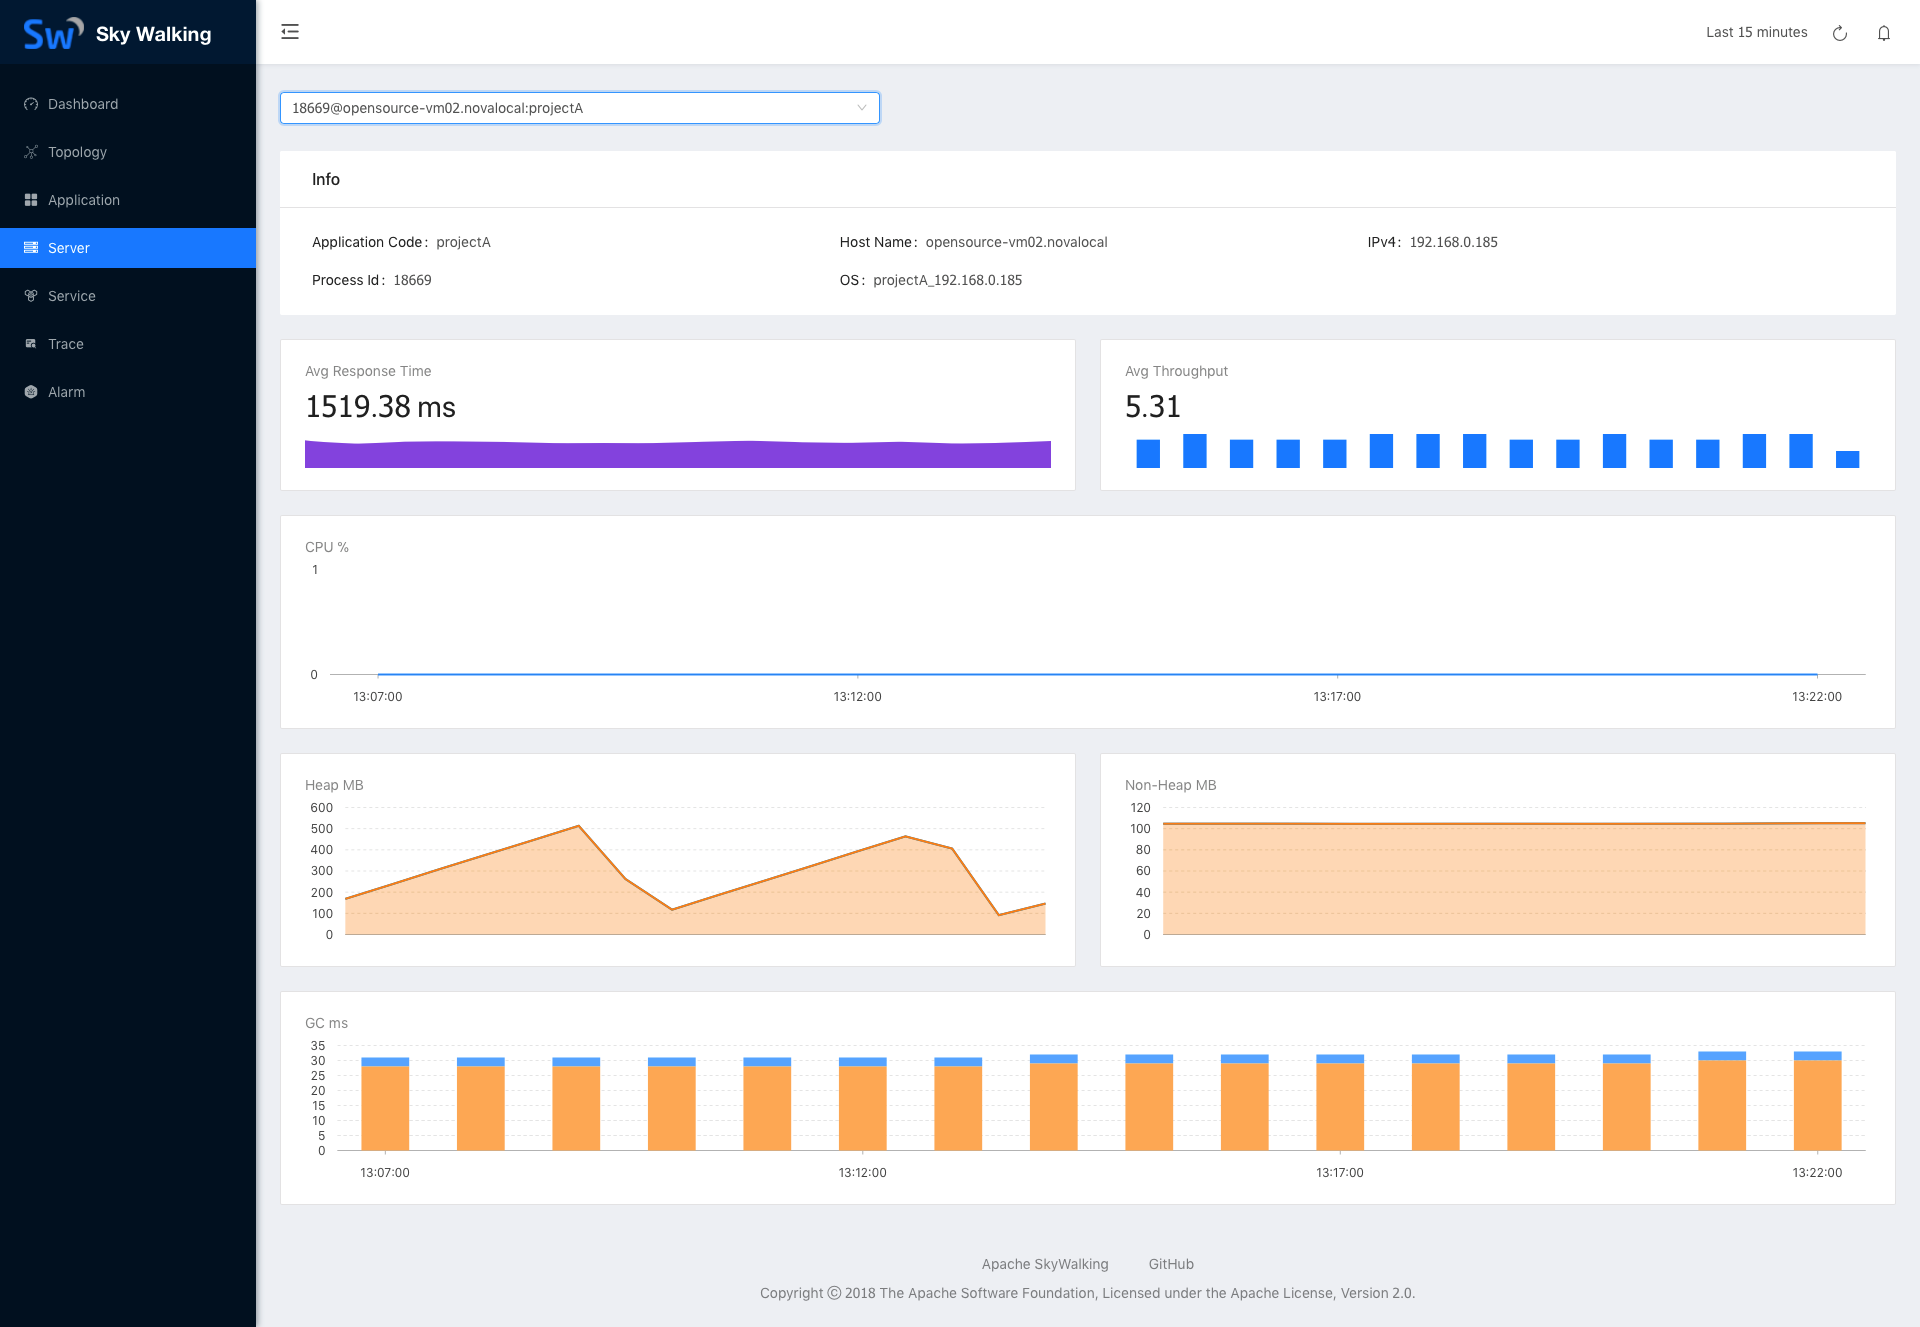 Sw Sky Walking
Last 15 minutes
Dashboard
Topology
Application
Server
Service
Trace
Alarm
18669@opensource-vm02.novalocal:projectA
Info
Application Code : projectA
Host Name : opensource-vm02.novalocal
IPv4 : 192.168.0.185
Process Id : 18669
OS : projectA_192.168.0.185
Avg Response Time
1519.38 ms
Avg Throughput
5.31
CPU %
1
0
13:07:00 13:12:00 13:17:00 13:22:00
Heap MB
600
500
400
300
200
100
0
Non-Heap MB
120
100
80
60
40
20
0
GC ms
35
30
25
20
15
10
5
0
13:07:00 13:12:00 13:17:00 13:22:00
Apache SkyWalking GitHub
Copyright © 2018 The Apache Software Foundation, Licensed under the Apache License, Version 2.0.